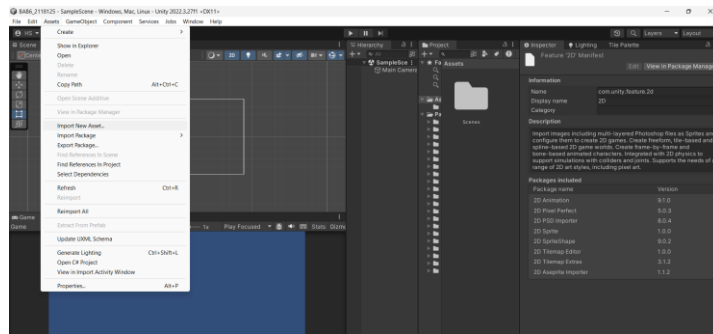 BAB6_2118125 - SampleScene - Windows, Mac, Linux - Unity 2022.3.27f1 <DX11>
File Edit Assets GameObject Component Services Jobs Window Help
Layers Layout
Scene
Create
Show in Explorer
Open
Delete
Rename
Copy Path Alt+Ctrl+C
Open Scene Additive
View in Package Manager
Import New Asset...
Import Package
Export Package...
Find References In Scene
Find References In Project
Select Dependencies
Refresh Ctrl+R
Reimport
Reimport All
Extract From Prefab
Update UXML Schema
Generate Lighting Ctrl+Shift+L
Open C# Project
View in Import Activity Window
Properties... Alt+P
2D
Game
Game
1x Play Focused Stats Gizmo
Hierarchy
SampleSce
Main Camera
Project
Assets
Scenes
Inspector Lighting Tile Palette
Feature '2D' Manifest
Edit View in Package Manage
Information
Name com.unity.feature.2d
Display name 2D
Category
Description
Import images including multi-layered Photoshop files as Sprites and
configure them to create 2D games. Create freeform, tile-based and
spline-based 2D game worlds. Create frame-by-frame and
bone-based animated characters. Integrated with 2D physics to
support simulations with colliders and joints. Supports the needs of a
range of 2D art styles, including pixel art.
Packages included
Package name Version
2D Animation 9.1.0
2D Pixel Perfect 5.0.3
2D PSD Importer 8.0.4
2D Sprite 1.0.0
2D SpriteShape 9.0.2
2D Tilemap Editor 1.0.0
2D Tilemap Extras 3.1.2
2D Aseprite Importer 1.1.2